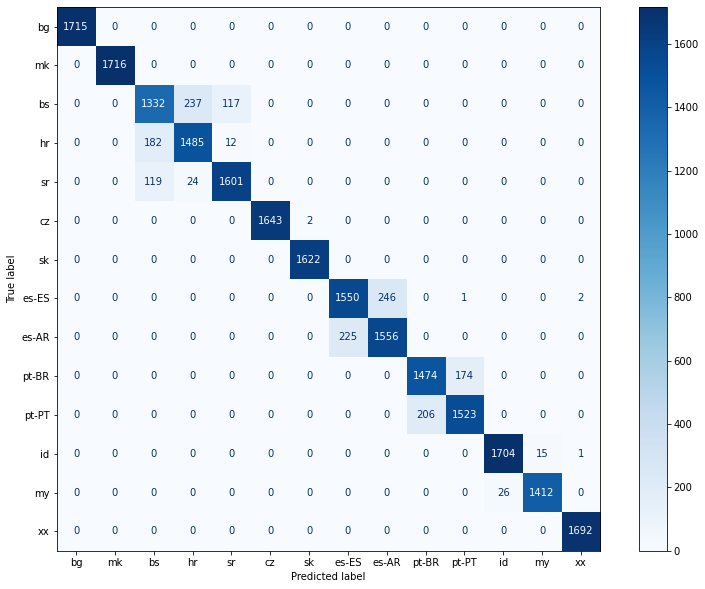 bg 1715 0 0 0 0 0 0 0 0 0 0 0 0 0
mk 0 1716 0 0 0 0 0 0 0 0 0 0 0 0
bs 0 0 1332 237 117 0 0 0 0 0 0 0 0 0
hr 0 0 182 1485 12 0 0 0 0 0 0 0 0 0
sr 0 0 119 24 1601 0 0 0 0 0 0 0 0 0
cz 0 0 0 0 0 1643 2 0 0 0 0 0 0 0
sk 0 0 0 0 0 0 1622 0 0 0 0 0 0 0
es-ES 0 0 0 0 0 0 0 1550 246 0 1 0 0 2
es-AR 0 0 0 0 0 0 0 225 1556 0 0 0 0 0
pt-BR 0 0 0 0 0 0 0 0 0 1474 174 0 0 0
pt-PT 0 0 0 0 0 0 0 0 0 206 1523 0 0 0
id 0 0 0 0 0 0 0 0 0 0 0 1704 15 1
my 0 0 0 0 0 0 0 0 0 0 0 26 1412 0
xx 0 0 0 0 0 0 0 0 0 0 0 0 0 1692
bg mk bs hr sr cz sk es-ES es-AR pt-BR pt-PT id my xx
Predicted label
True label
1600
1400
1200
1000
800
600
400
200
0